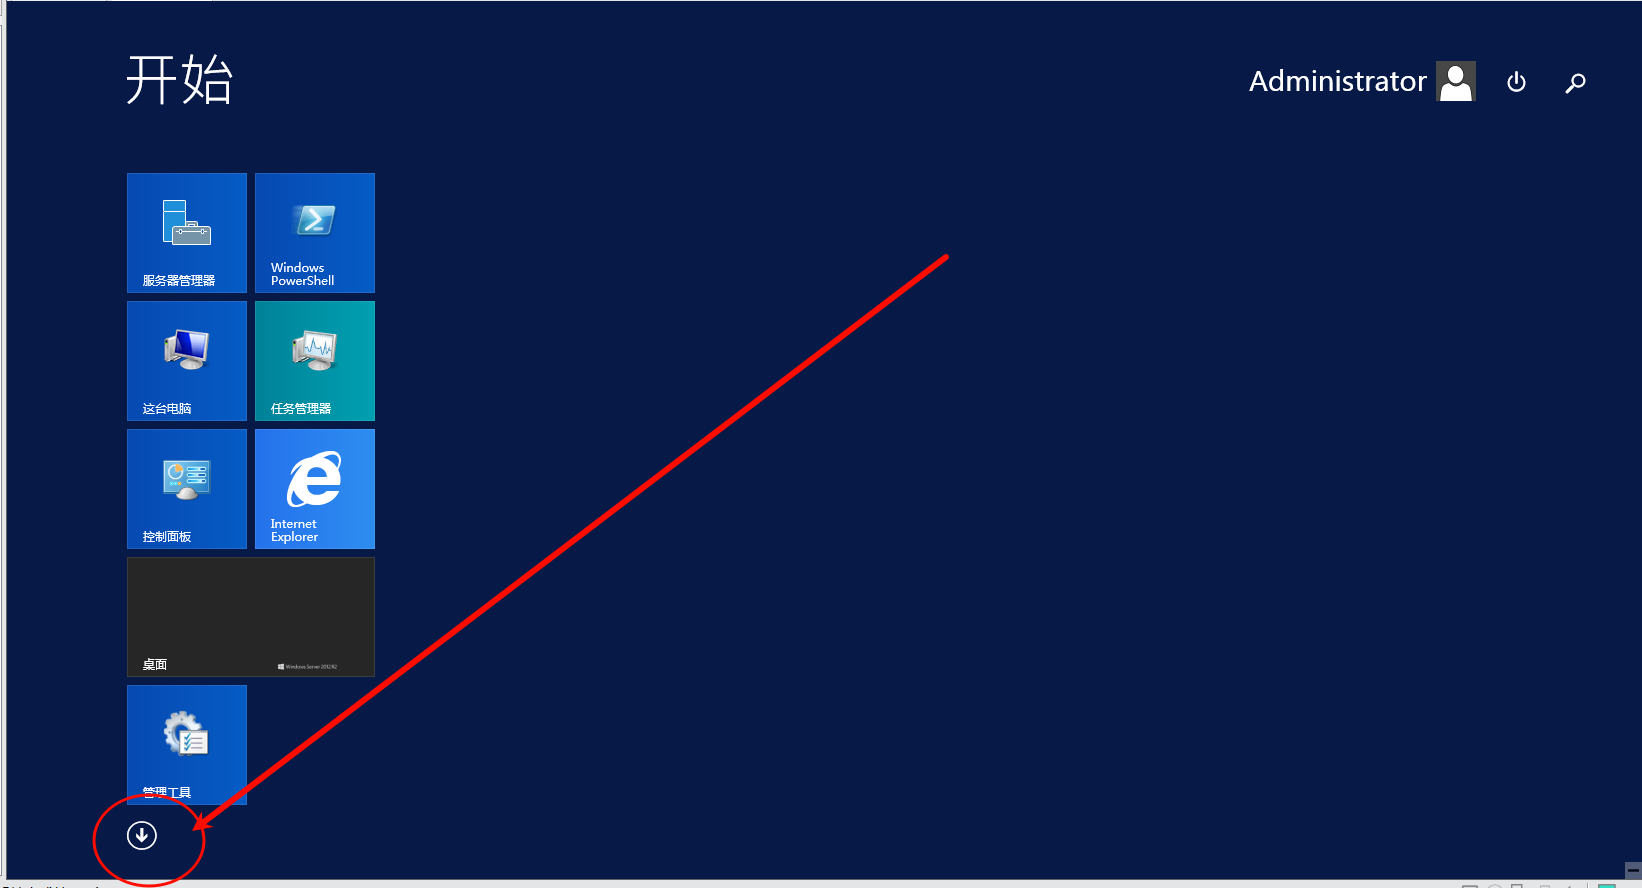 开始
Administrator
服务器管理器
Windows
PowerShell
这台电脑
任务管理器
控制面板
Internet
Explorer
桌面
Windows Server 2012 R2
管理工具